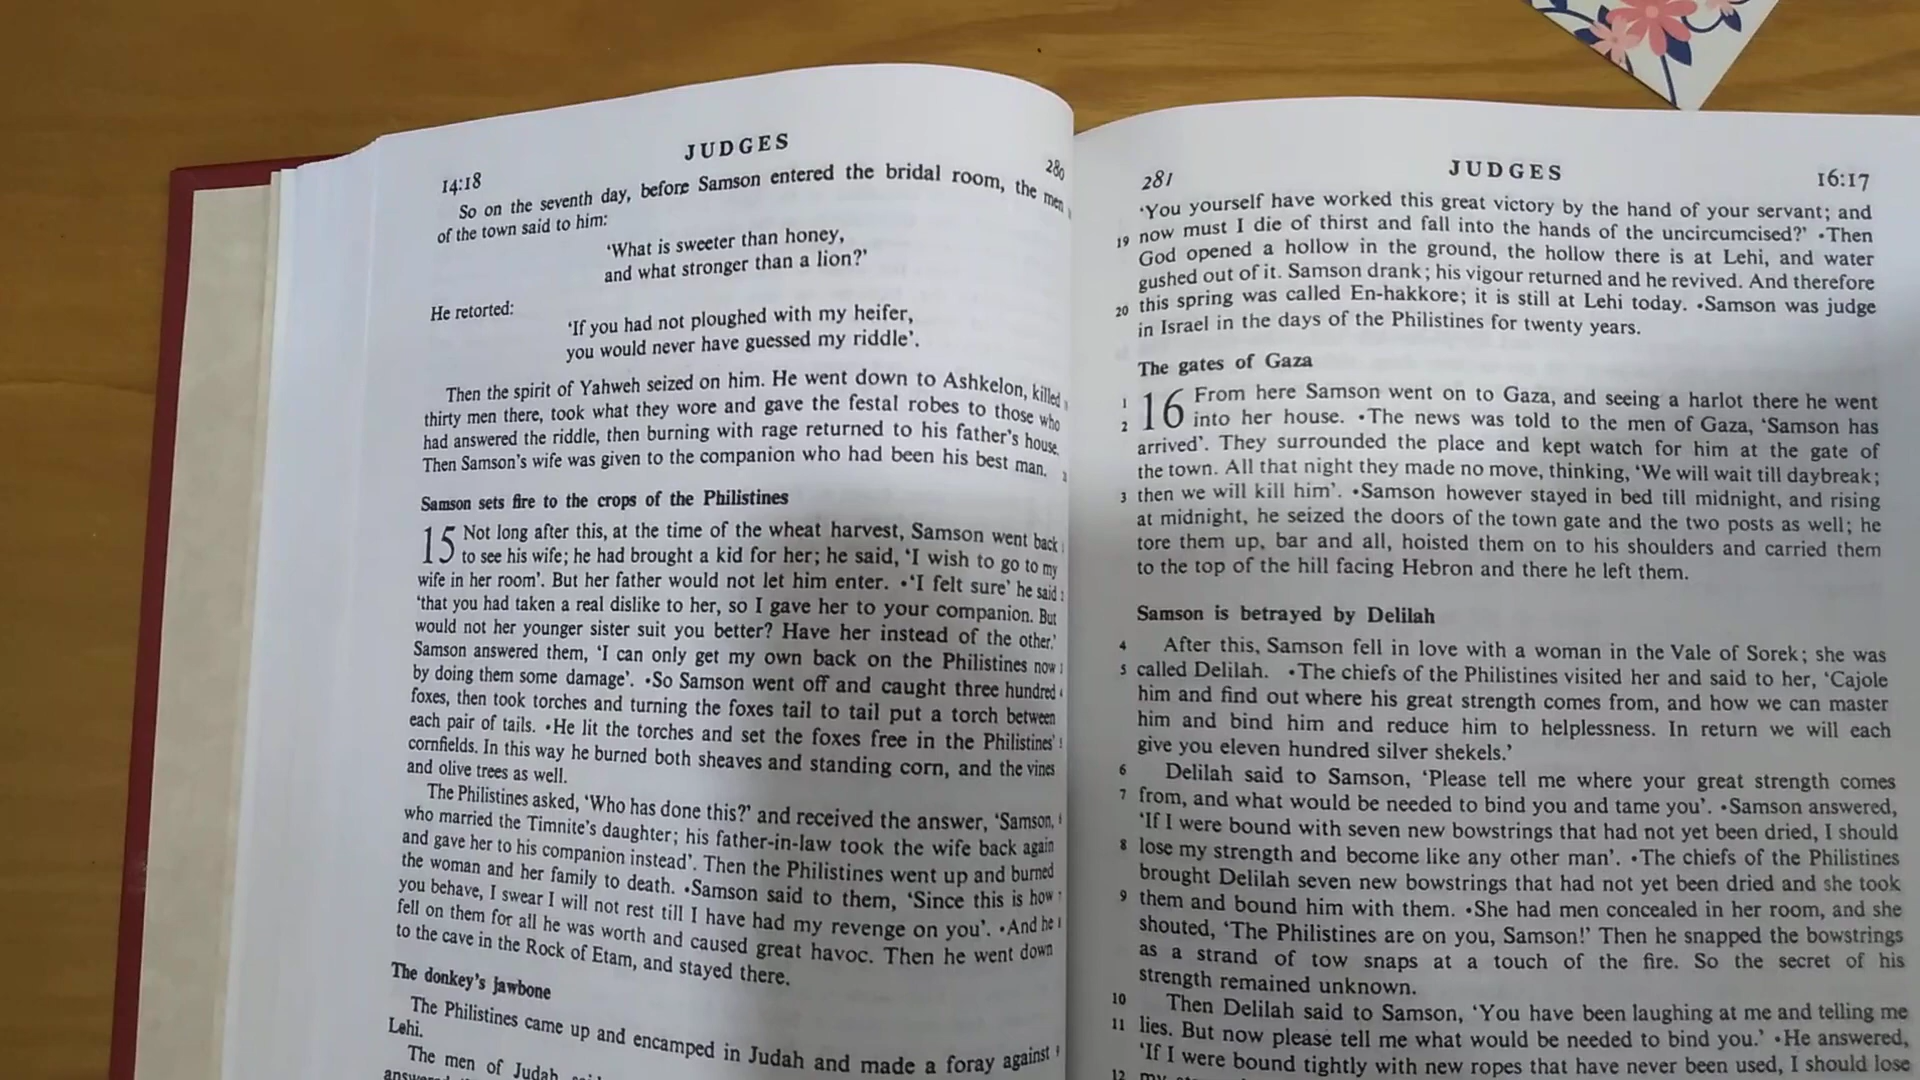 JUDGES
14:18
280
So on the seventh day, before Samson entered the bridal room, the men
of the town said to him:
‘What is sweeter than honey,
and what stronger than a lion?’
He retorted:
‘If you had not ploughed with my heifer,
you would never have guessed my riddle’.
Then the spirit of Yahweh seized on him. He went down to Ashkelon, killed
thirty men there, took what they wore and gave the festal robes to those who
had answered the riddle, then burning with rage returned to his father’s house.
Then Samson’s wife was given to the companion who had been his best man.
Samson sets fire to the crops of the Philistines
15 Not long after this, at the time of the wheat harvest, Samson went back
to see his wife; he had brought a kid for her; he said, ‘I wish to go to my
wife in her room’. But her father would not let him enter. •‘I felt sure’ he said
‘that you had taken a real dislike to her, so I gave her to your companion. But
would not her younger sister suit you better? Have her instead of the other.’
Samson answered them, ‘I can only get my own back on the Philistines now
by doing them some damage’. •So Samson went off and caught three hundred
foxes, then took torches and turning the foxes tail to tail put a torch between
each pair of tails. •He lit the torches and set the foxes free in the Philistines’
cornfields. In this way he burned both sheaves and standing corn, and the vines
and olive trees as well.
The Philistines asked, ‘Who has done this?’ and received the answer, ‘Samson,
who married the Timnite’s daughter; his father-in-law took the wife back again
and gave her to his companion instead’. Then the Philistines went up and burned
the woman and her family to death. •Samson said to them, ‘Since this is how
you behave, I swear I will not rest till I have had my revenge on you’. •And he
fell on them for all he was worth and caused great havoc. Then he went down
to the cave in the Rock of Etam, and stayed there.
The donkey’s jawbone
The Philistines came up and encamped in Judah and made a foray against
Lehi.
The men of Judah
281
JUDGES
16:17
‘You yourself have worked this great victory by the hand of your servant; and
19 now must I die of thirst and fall into the hands of the uncircumcised?’ •Then
God opened a hollow in the ground, the hollow there is at Lehi, and water
gushed out of it. Samson drank; his vigour returned and he revived. And therefore
20 this spring was called En-hakkore; it is still at Lehi today. •Samson was judge
in Israel in the days of the Philistines for twenty years.
The gates of Gaza
1 16 From here Samson went on to Gaza, and seeing a harlot there he went
2 into her house. •The news was told to the men of Gaza, ‘Samson has
arrived’. They surrounded the place and kept watch for him at the gate of
the town. All that night they made no move, thinking, ‘We will wait till daybreak;
3 then we will kill him’. •Samson however stayed in bed till midnight, and rising
at midnight, he seized the doors of the town gate and the two posts as well; he
tore them up, bar and all, hoisted them on to his shoulders and carried them
to the top of the hill facing Hebron and there he left them.
Samson is betrayed by Delilah
4 After this, Samson fell in love with a woman in the Vale of Sorek; she was
5 called Delilah. •The chiefs of the Philistines visited her and said to her, ‘Cajole
him and find out where his great strength comes from, and how we can master
him and bind him and reduce him to helplessness. In return we will each
give you eleven hundred silver shekels.’
6 Delilah said to Samson, ‘Please tell me where your great strength comes
7 from, and what would be needed to bind you and tame you’. •Samson answered,
‘If I were bound with seven new bowstrings that had not yet been dried, I should
8 lose my strength and become like any other man’. •The chiefs of the Philistines
brought Delilah seven new bowstrings that had not yet been dried and she took
9 them and bound him with them. •She had men concealed in her room, and she
shouted, ‘The Philistines are on you, Samson!’ Then he snapped the bowstrings
as a strand of tow snaps at a touch of the fire. So the secret of his
strength remained unknown.
10 Then Delilah said to Samson, ‘You have been laughing at me and telling me
11 lies. But now please tell me what would be needed to bind you.’ •He answered,
‘If I were bound tightly with new ropes that have never been used, I should lose
12 my